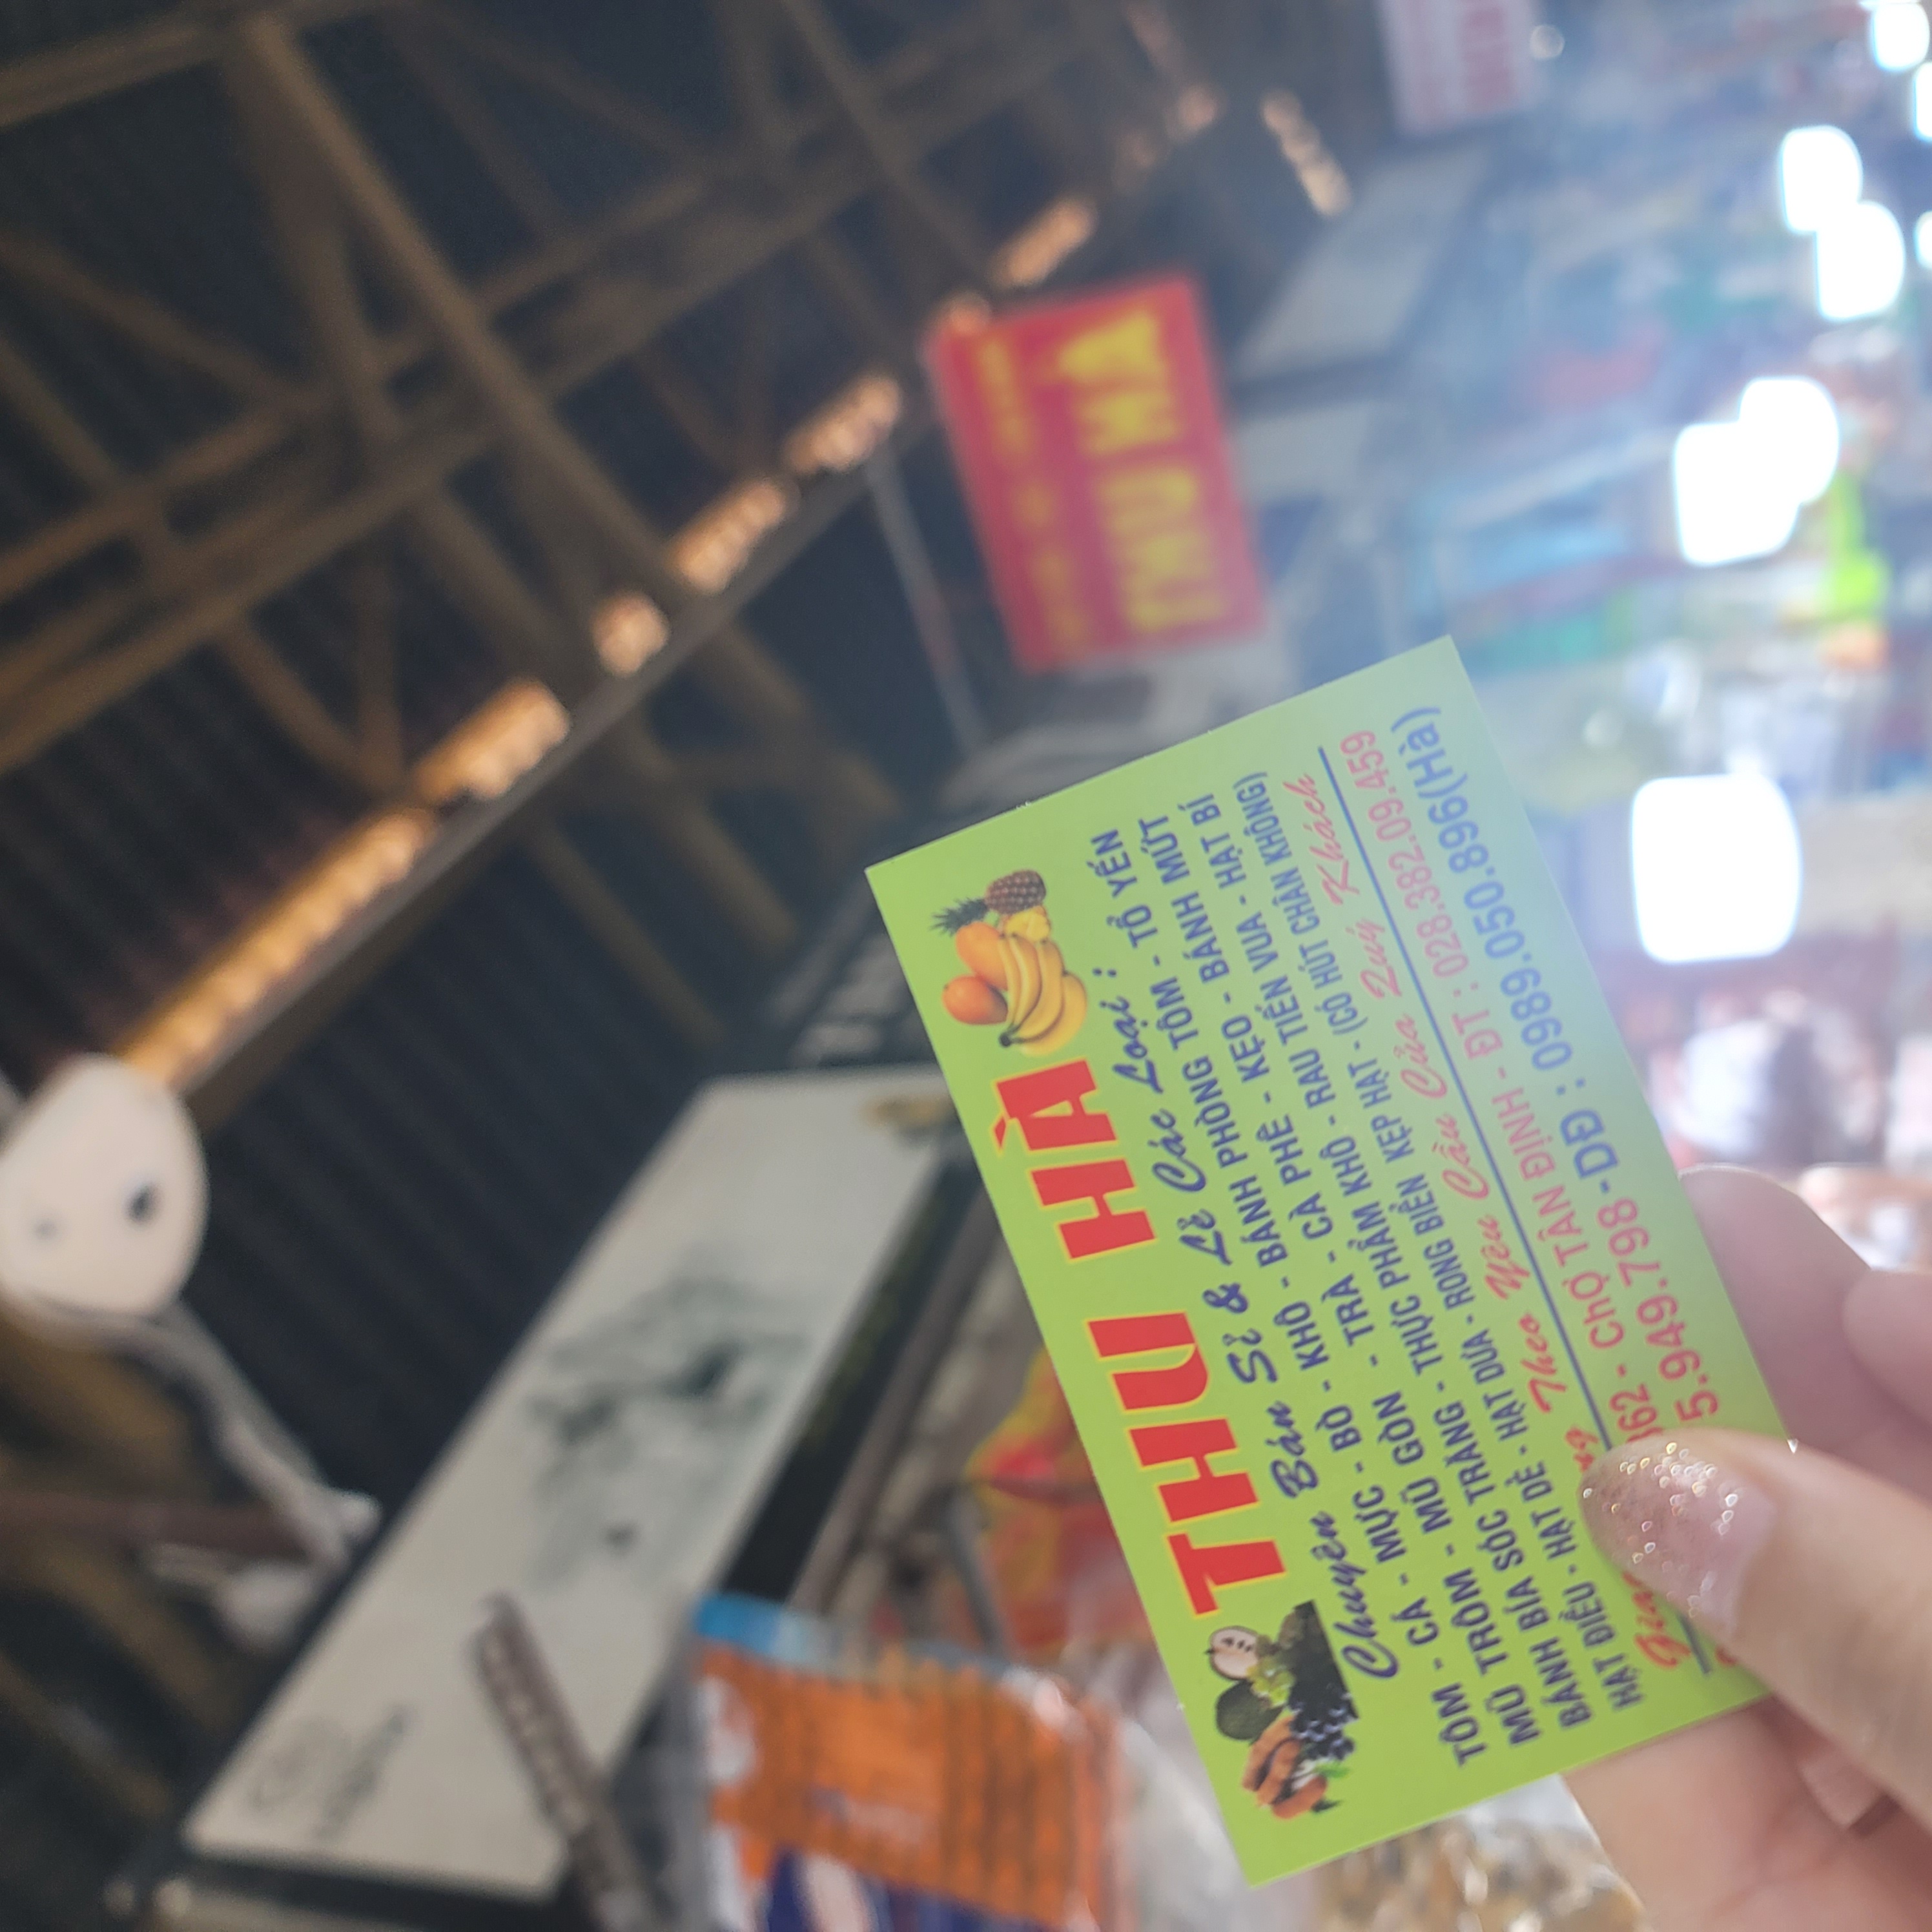 THU HÀ
Chuyên Bán Sỉ & Lẻ Các Loại :
TÔM - CÁ - MỰC - BÒ - KHÔ - BÁNH PHỒNG TÔM - TỔ YẾN
MŨ TRÔM - MŨ GÒN - TRÀ - CÀ PHÊ - KẸO - BÁNH MỨT
BÁNH BÍA SÓC TRĂNG - THỰC PHẨM KHÔ - RAU TIẾN VUA - HẠT BÍ
HẠT ĐIỀU - HẠT DẺ - HẠT DƯA - RONG BIỂN KẸP HẠT - (CÓ HÚT CHÂN KHÔNG)
Theo Yêu Cầu Của Quý Khách
362 - Chợ TÂN ĐỊNH - ĐT : 028.382.09.459
5.949.798 - DĐ : 0989.050.896(Hà)
THU HÀ